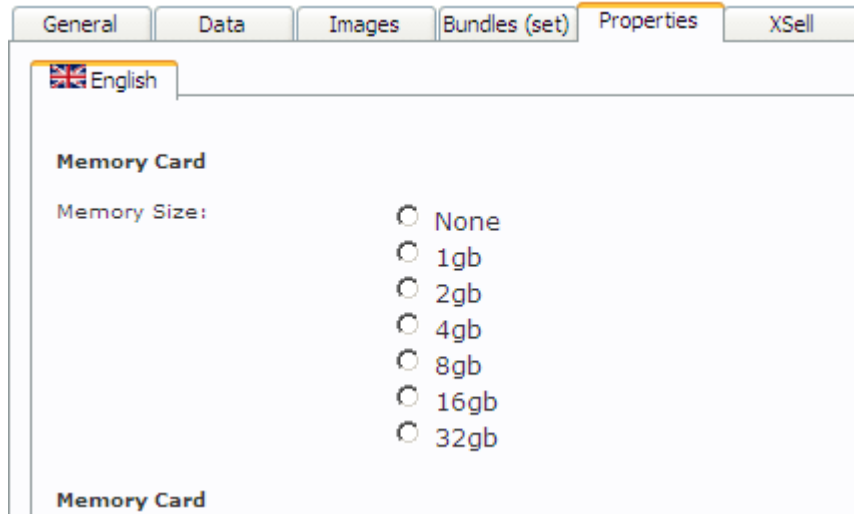 General Data Images Bundles (set) Properties XSell
English
Memory Card
Memory Size:
None
1gb
2gb
4gb
8gb
16gb
32gb
Memory Card